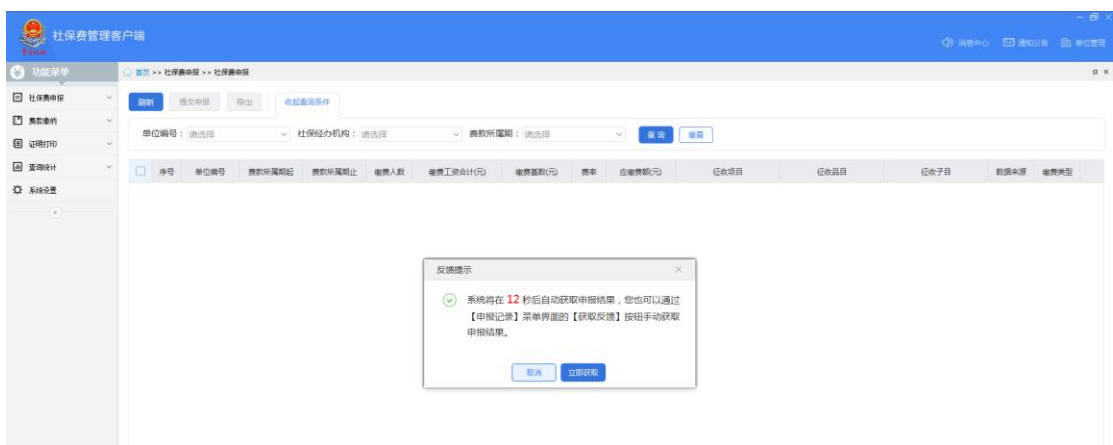 社保费管理客户端
消息中心 通知公告 单位管理
功能菜单
首页 >> 社保费申报 >> 社保费申报
社保费申报
费款缴纳
证明打印
查询统计
系统设置
刷新 提交申报 导出 收起查询条件
单位编号：请选择 社保经办机构：请选择 费款所属期：请选择 查询 重置
序号 单位编号 费款所属期起 费款所属期止 缴费人数 缴费工资合计(元) 缴费基数(元) 费率 应缴费额(元) 征收项目 征收品目 征收子目 数据来源 缴费类型
反馈提示
系统将在 12 秒后自动获取申报结果，您也可以通过
【申报记录】菜单界面的【获取反馈】按钮手动获取
申报结果。
取消 立即获取